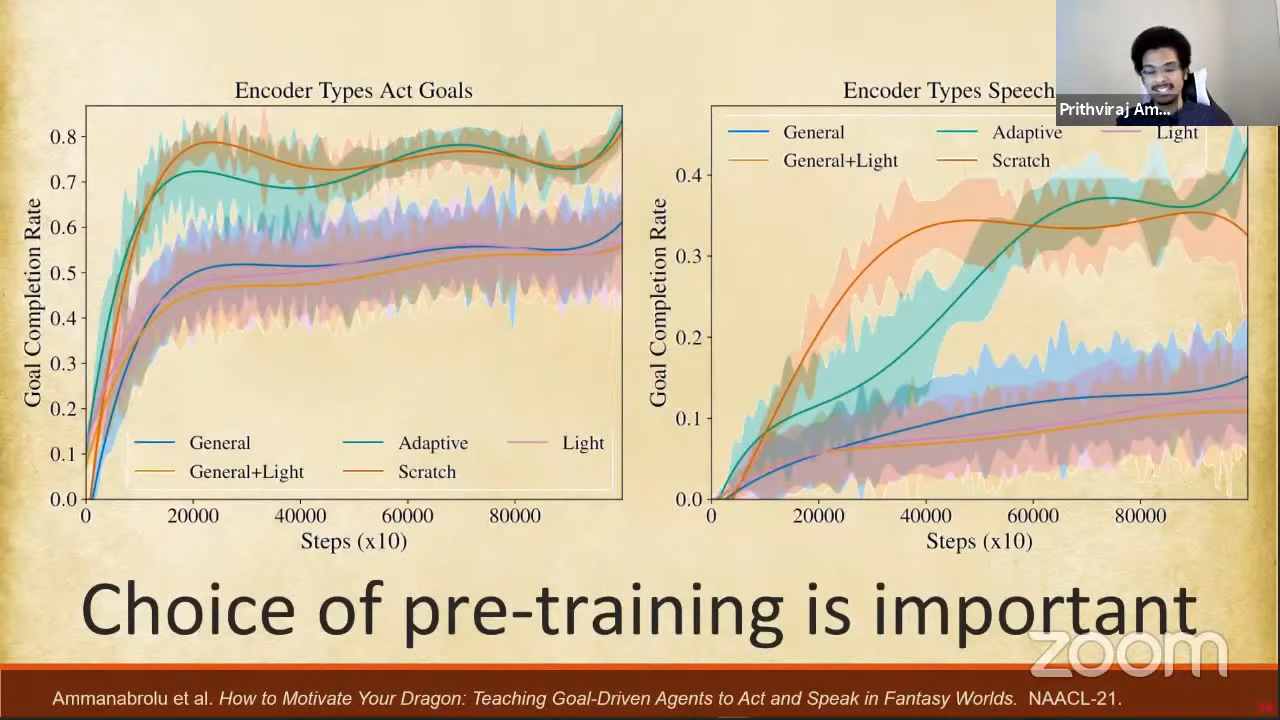 Encoder Types Act Goals
Goal Completion Rate
0.8
0.7
0.6
0.5
0.4
0.3
0.2
0.1
0.0
General
Adaptive
Light
General+Light
Scratch
0
20000
40000
60000
80000
Steps (x10)
Encoder Types Speech
Goal Completion Rate
0.4
0.3
0.2
0.1
0.0
General
Adaptive
Light
General+Light
Scratch
0
20000
40000
60000
80000
Steps (x10)
Prithviraj Am...
Choice of pre-training is important
zoom
Ammanabrolu et al. How to Motivate Your Dragon: Teaching Goal-Driven Agents to Act and Speak in Fantasy Worlds. NAACL-21.